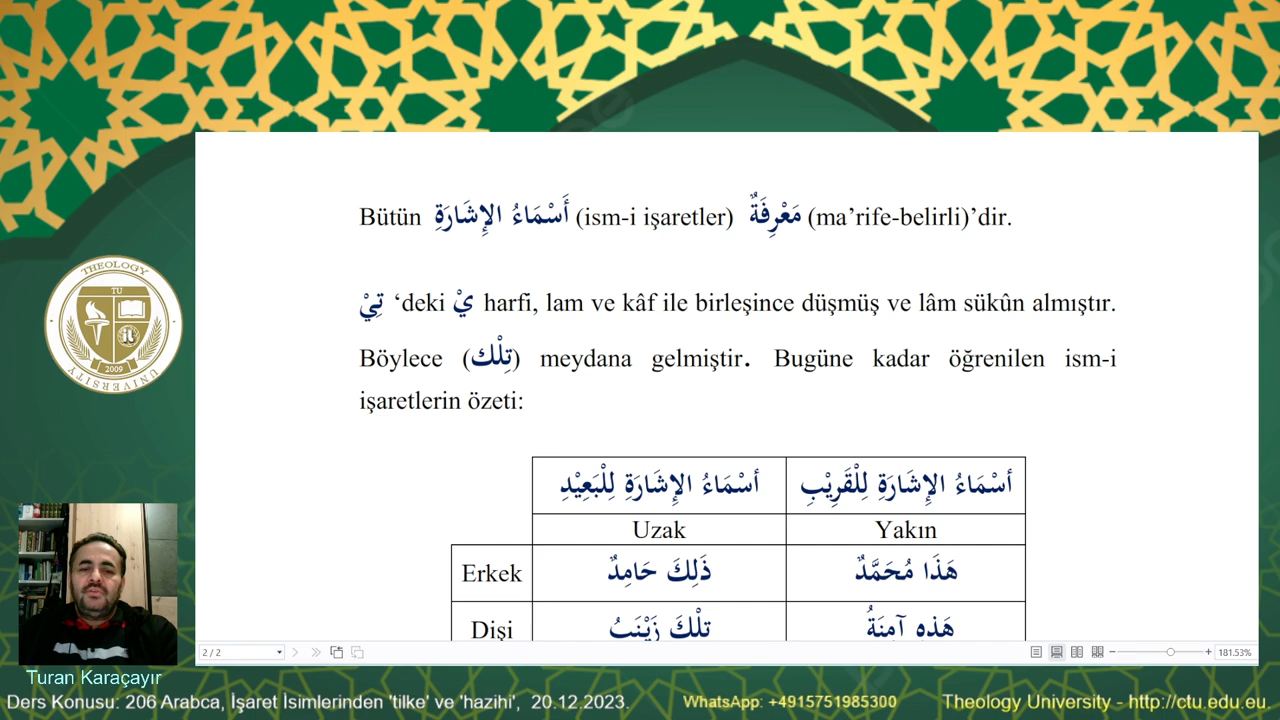 Bütün أَسْمَاءُ الإِشَارَةِ (ism-i işaretler) مَعْرِفَةٌ (ma’rife-belirli)’dir.
تِيْ ‘deki يْ harfi, lam ve kâf ile birleşince düşmüş ve lâm sükûn almıştır.
Böylece (تِلْك) meydana gelmiştir. Bugüne kadar öğrenilen ism-i
işaretlerin özeti:
أسْمَاءُ الإِشَارَةِ لِلْبَعِيْدِ أسْمَاءُ الإِشَارَةِ لِلْقَرِيْبِ
Uzak Yakın
Erkek ذَلِكَ حَامِدٌ هَذَا مُحَمَّدٌ
Dişi تِلْكَ زَيْنَبُ هَذِهِ آمِنَةُ
THEOLOGY
TU
2009
UNIVERSITY
2 / 2
181.53%
Turan Karaçayır
Ders Konusu: 206 Arabca, İşaret İsimlerinden 'tilke' ve 'hazihi', 20.12.2023.
WhatsApp: +4915751985300
Theology University - http://ctu.edu.eu